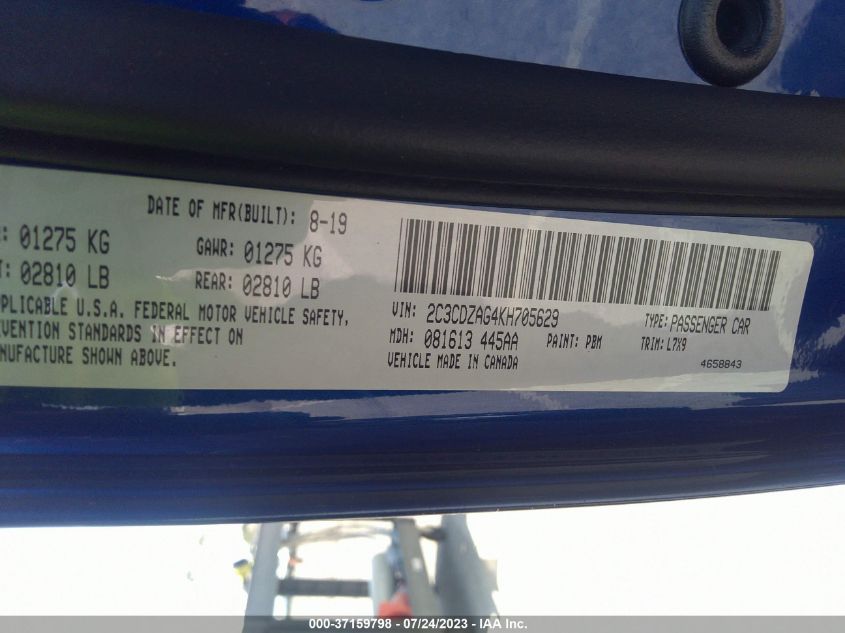 DATE OF MFR(BUILT): 8-19
: 01275 KG GAWR: 01275 KG
: 02810 LB REAR: 02810 LB
PLICABLE U.S.A. FEDERAL MOTOR VEHICLE SAFETY,
VENTION STANDARDS IN EFFECT ON
NUFACTURE SHOWN ABOVE.
VIN: 2C3CDZAG4KH705629 TYPE: PASSENGER CAR
MDH: 081613 445AA PAINT: PBM TRIM: L7X9
VEHICLE MADE IN CANADA 4658843
000-37159798 - 07/24/2023 - IAA Inc.